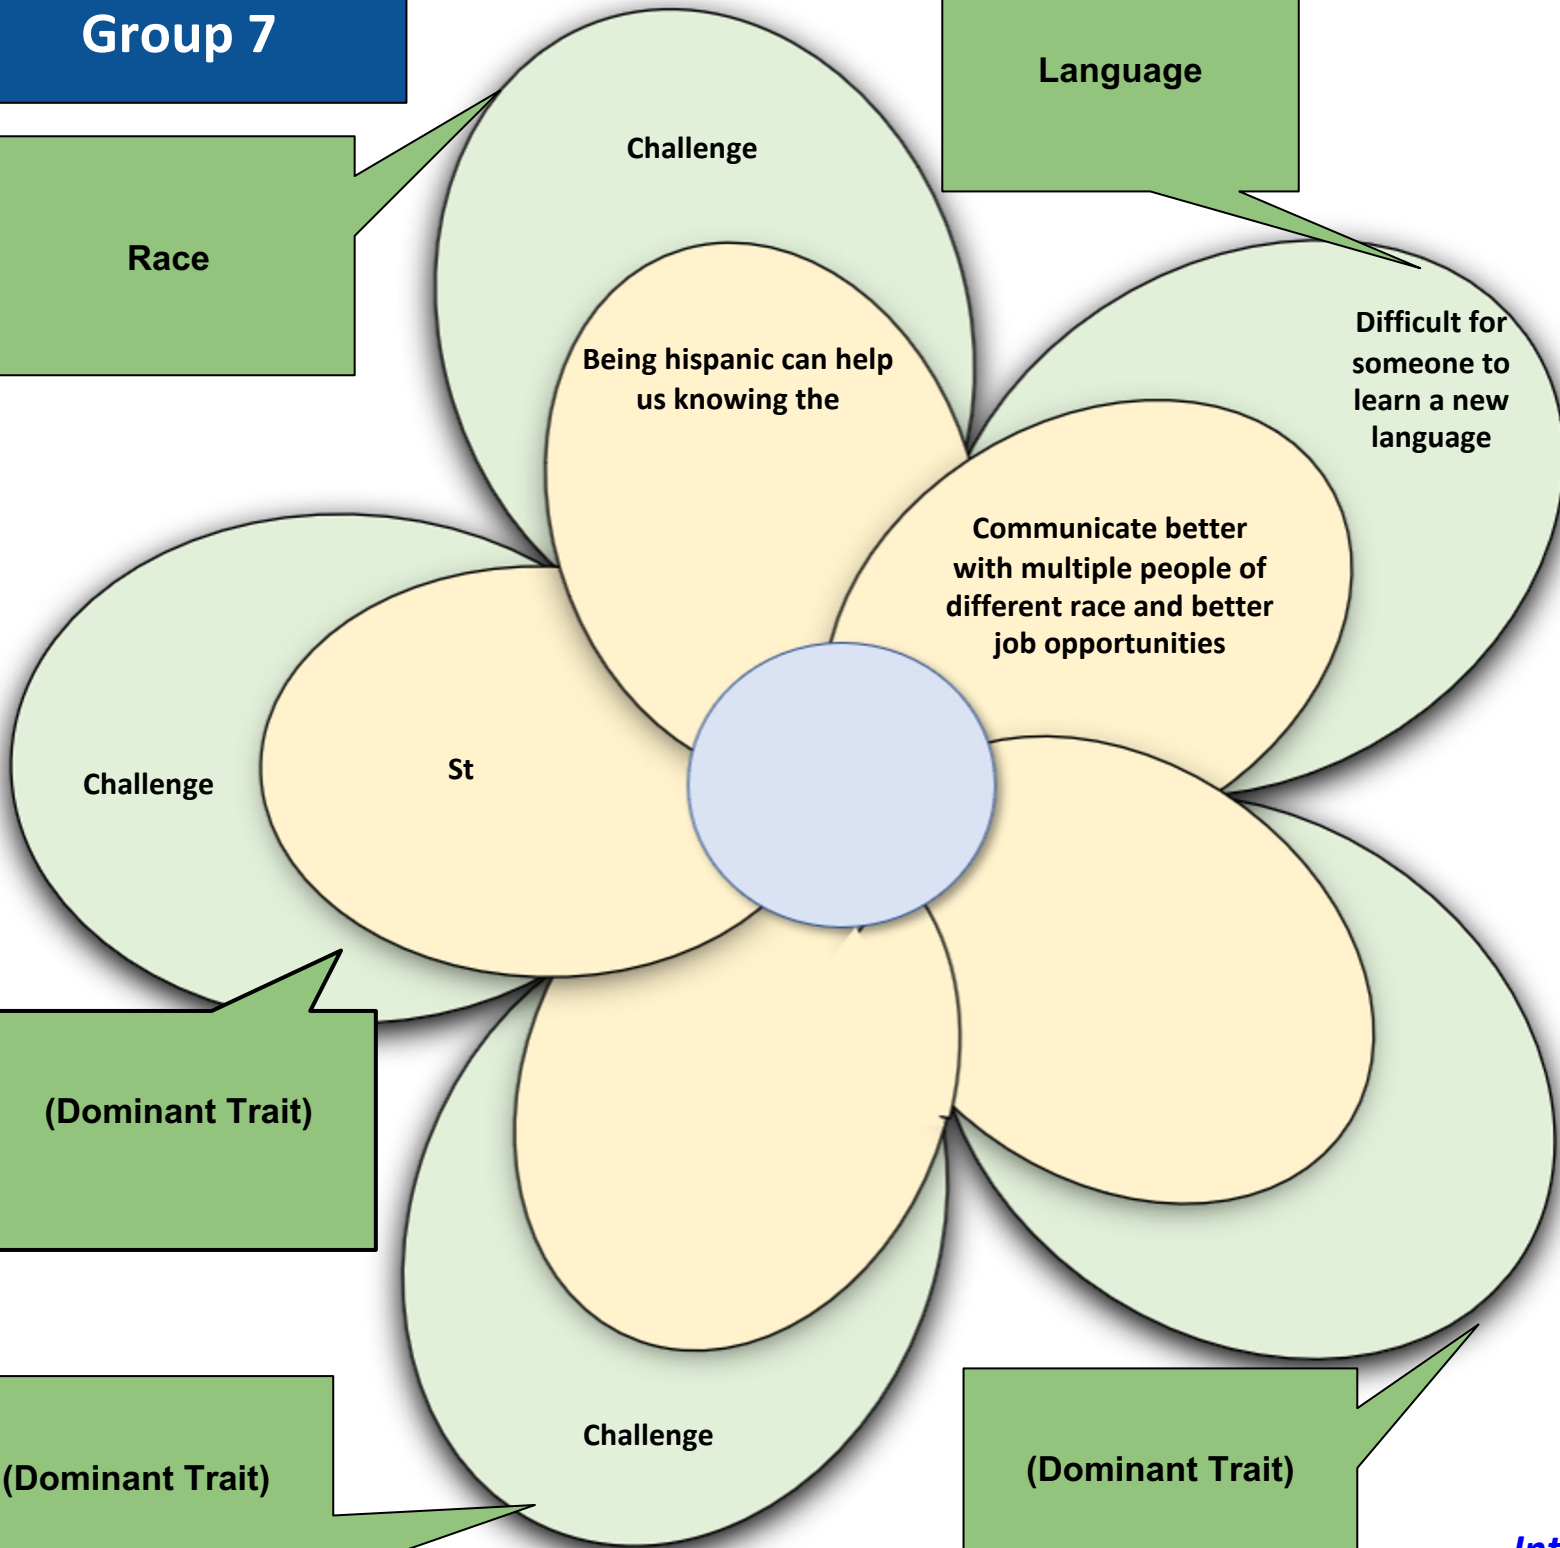 Group 7
Language
Race
Challenge
Being hispanic can help
us knowing the
Difficult for
someone to
learn a new
language
Communicate better
with multiple people of
different race and better
job opportunities
Challenge
St
(Dominant Trait)
Challenge
(Dominant Trait)
(Dominant Trait)